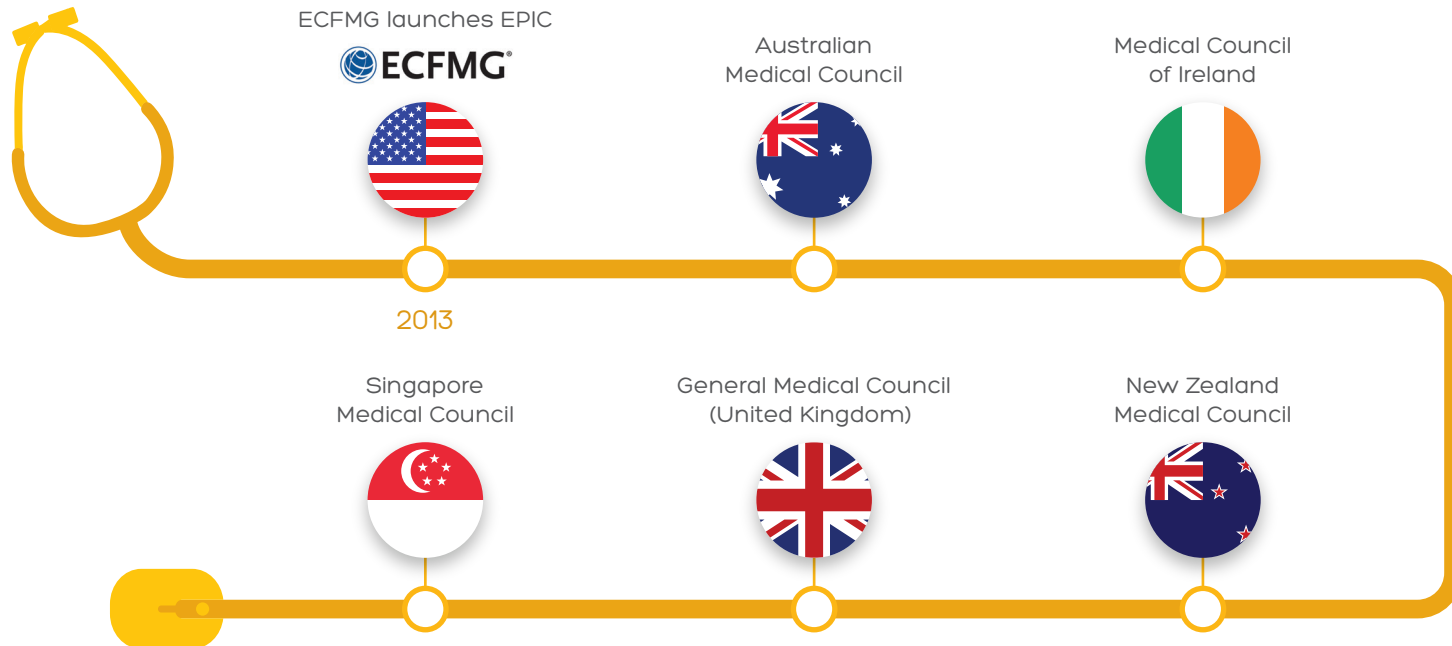 ECFMG launches EPIC
ECFMG®
Australian
Medical Council
Medical Council
of Ireland
2013
Singapore
Medical Council
General Medical Council
(United Kingdom)
New Zealand
Medical Council